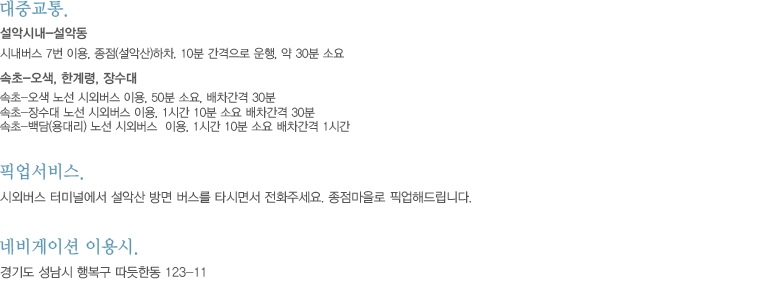 대중교통.
설악시내-설악동
시내버스 7번 이용, 종점(설악산)하차, 10분 간격으로 운행, 약 30분 소요
속초-오색, 한계령, 장수대
속초-오색 노선 시외버스 이용, 50분 소요, 배차간격 30분
속초-장수대 노선 시외버스 이용, 1시간 10분 소요 배차간격 30분
속초-백담(용대리) 노선 시외버스 이용, 1시간 10분 소요 배차간격 1시간
픽업서비스.
시외버스 터미널에서 설악산 방면 버스를 타시면서 전화주세요. 종점마을로 픽업해드립니다.
네비게이션 이용시.
경기도 성남시 행복구 따듯한동 123-11